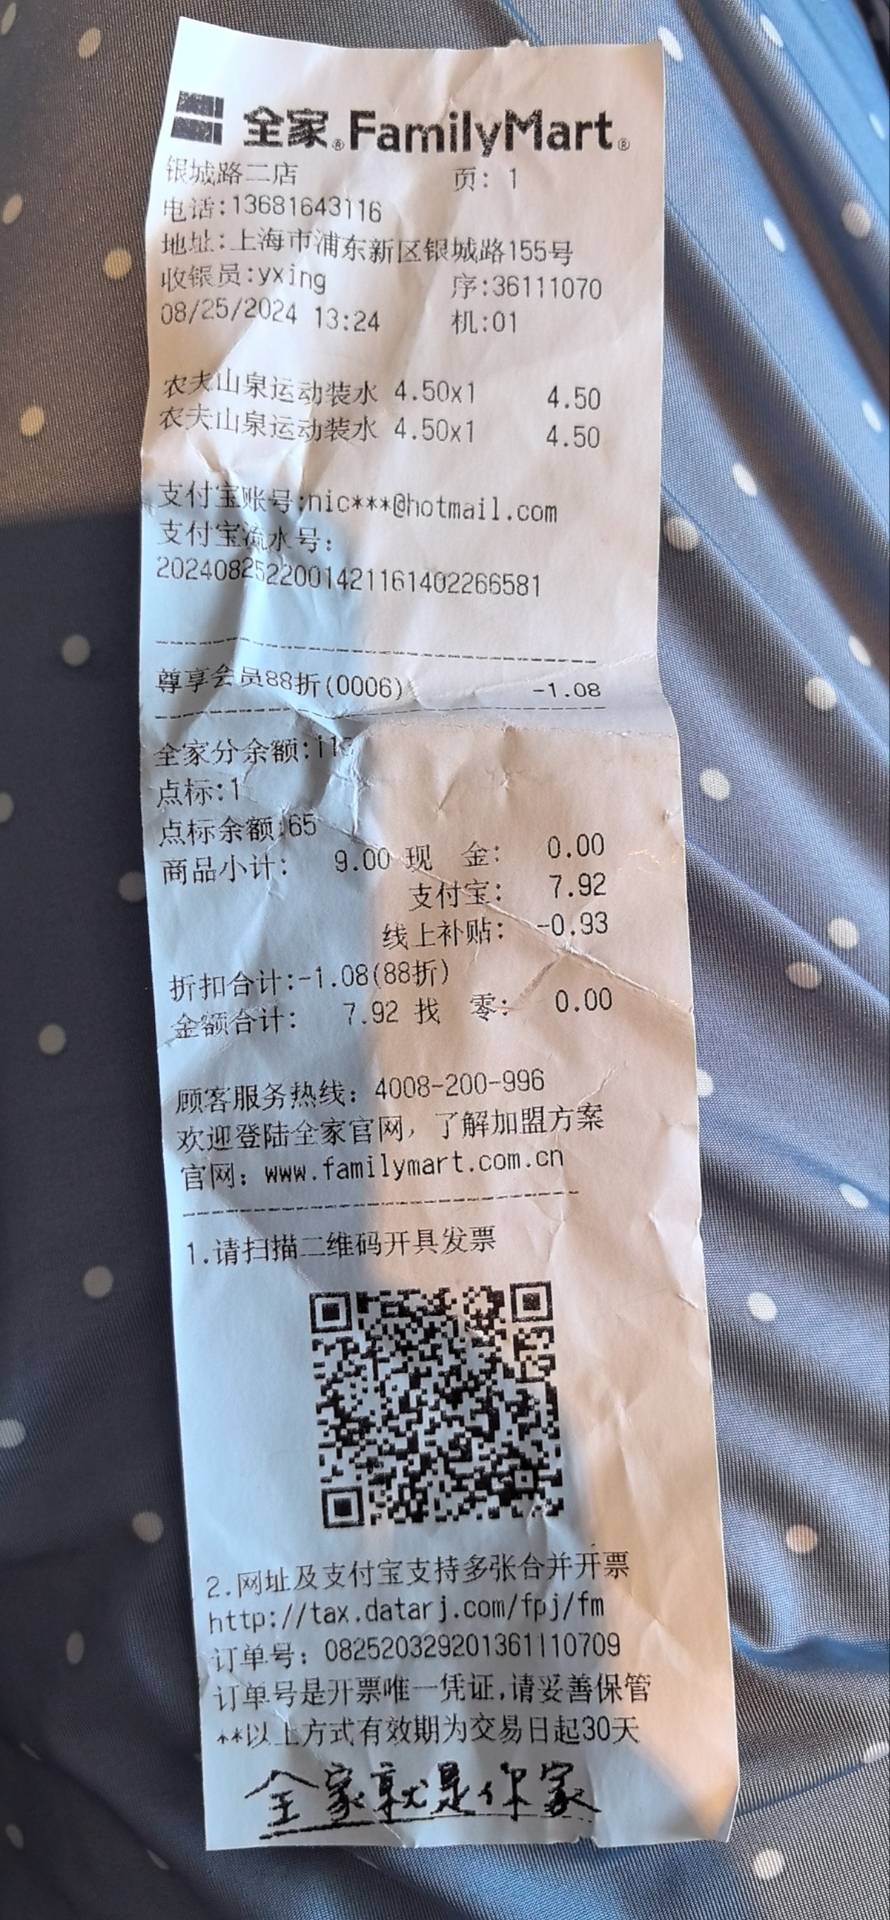 全家®FamilyMart®
银城路二店 页: 1
电话:13681643116
地址:上海市浦东新区银城路155号
收银员:yxing 序:36111070
08/25/2024 13:24 机:01
农夫山泉运动装水 4.50x1 4.50
农夫山泉运动装水 4.50x1 4.50
支付宝账号:nic***@hotmail.com
支付宝流水号:
2024082522001421161402266581
尊享会员88折(0006) -1.08
全家分余额:
点标:1
点标余额:65
商品小计: 9.00 现 金: 0.00
支付宝: 7.92
线上补贴: -0.93
折扣合计:-1.08(88折)
金额合计: 7.92 找 零: 0.00
顾客服务热线: 4008-200-996
欢迎登陆全家官网, 了解加盟方案
官网: www.familymart.com.cn
1.请扫描二维码开具发票
2.网址及支付宝支持多张合并开票
http://tax.datarj.com/fpj/fm
订单号: 082520329201361110709
订单号是开票唯一凭证,请妥善保管
**以上方式有效期为交易日起30天
全家就是你家